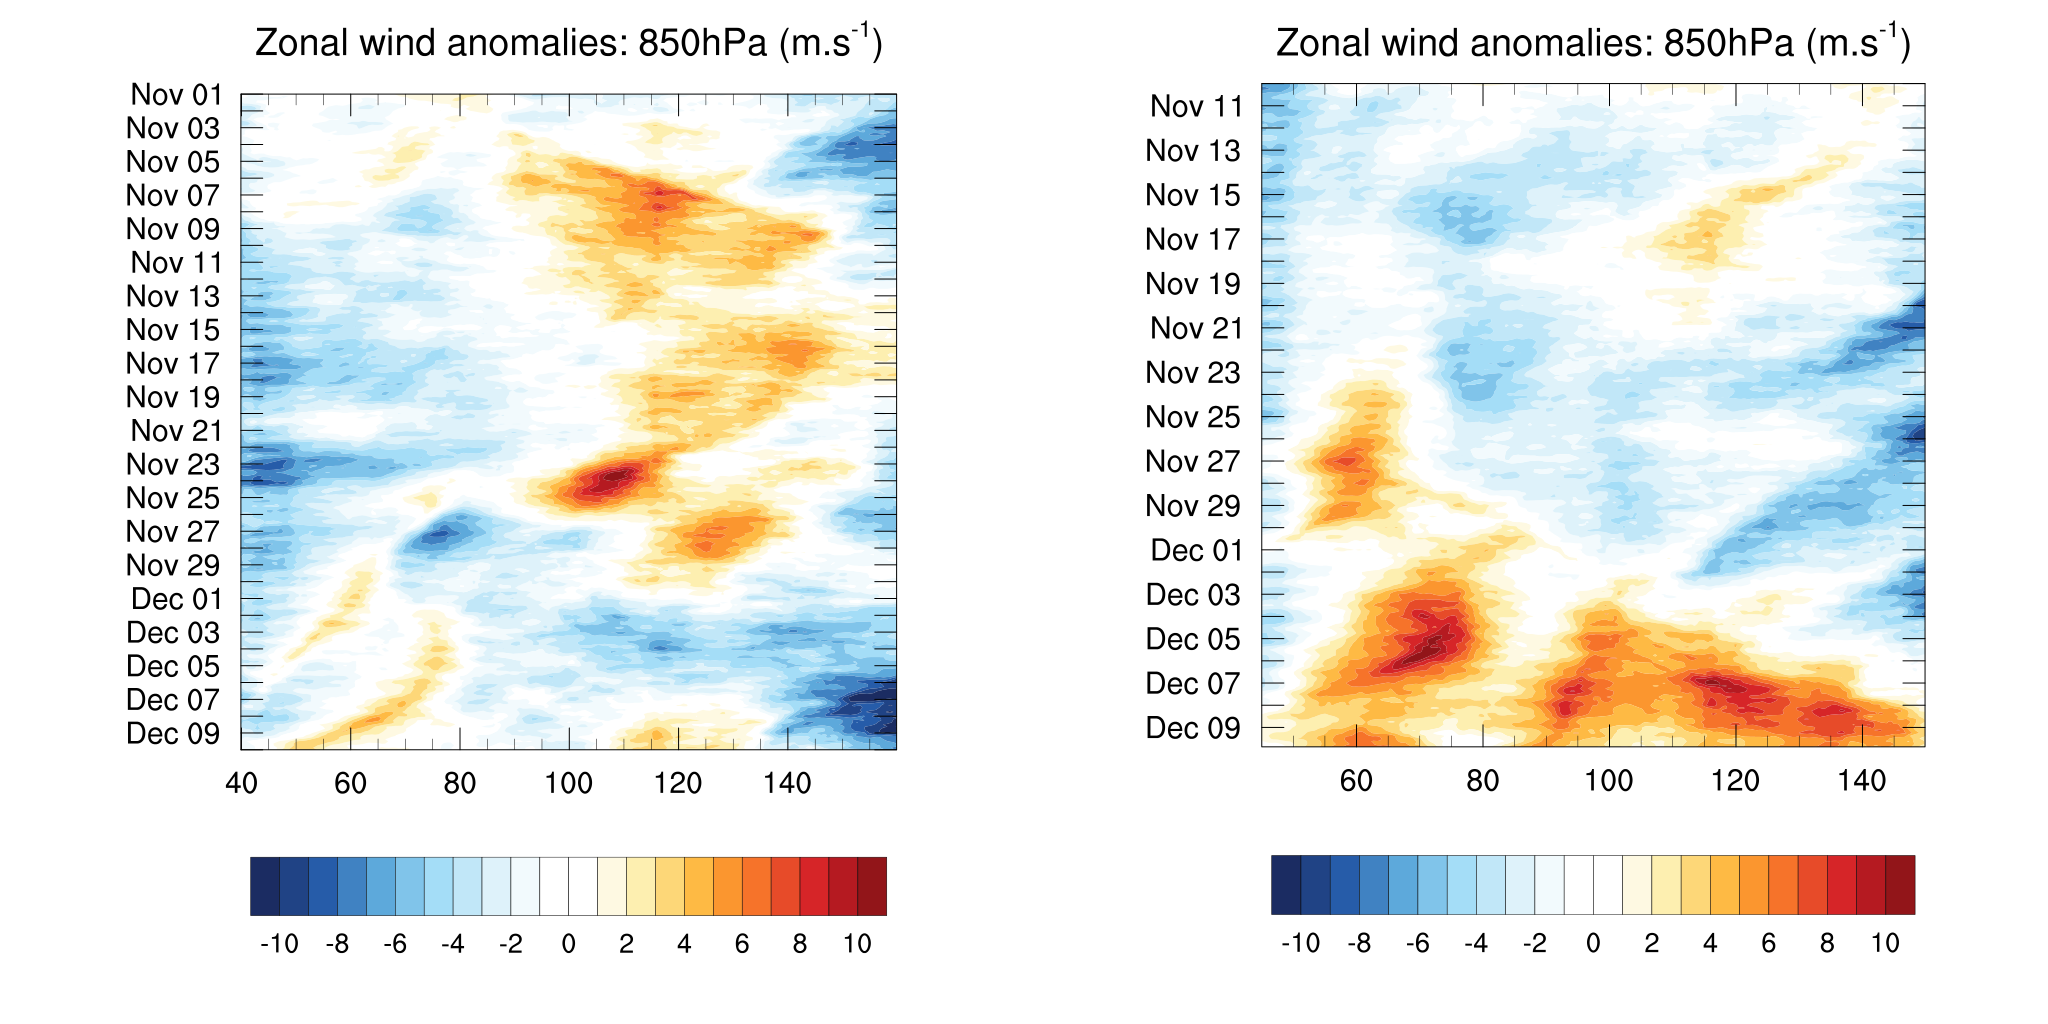 Zonal wind anomalies: 850hPa (m.s-1)
Nov 01
Nov 03
Nov 05
Nov 07
Nov 09
Nov 11
Nov 13
Nov 15
Nov 17
Nov 19
Nov 21
Nov 23
Nov 25
Nov 27
Nov 29
Dec 01
Dec 03
Dec 05
Dec 07
Dec 09
40 60 80 100 120 140
-10 -8 -6 -4 -2 0 2 4 6 8 10
Zonal wind anomalies: 850hPa (m.s-1)
Nov 11
Nov 13
Nov 15
Nov 17
Nov 19
Nov 21
Nov 23
Nov 25
Nov 27
Nov 29
Dec 01
Dec 03
Dec 05
Dec 07
Dec 09
60 80 100 120 140
-10 -8 -6 -4 -2 0 2 4 6 8 10